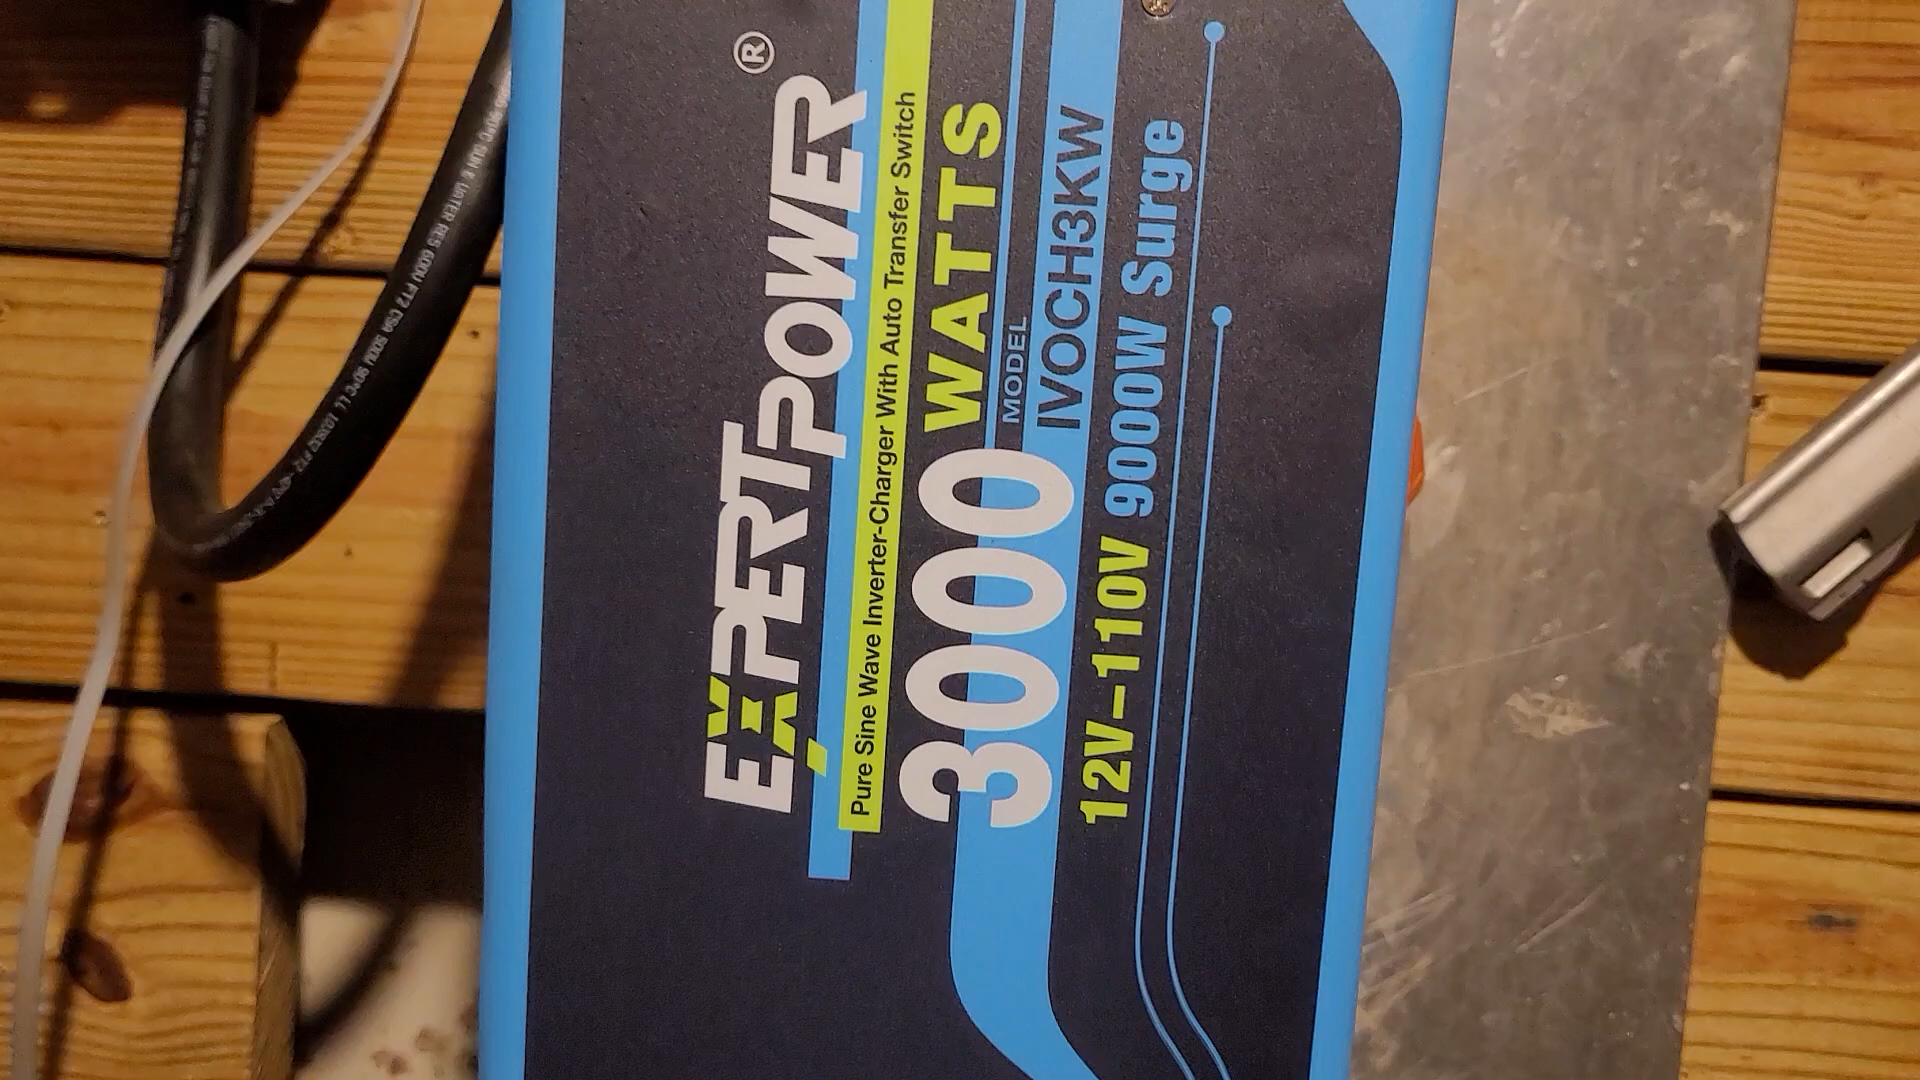 EXPERTPOWER®
Pure Sine Wave Inverter-Charger With Auto Transfer Switch
3000 WATTS
MODEL
IVOCH3KW
12V-110V 9000W Surge